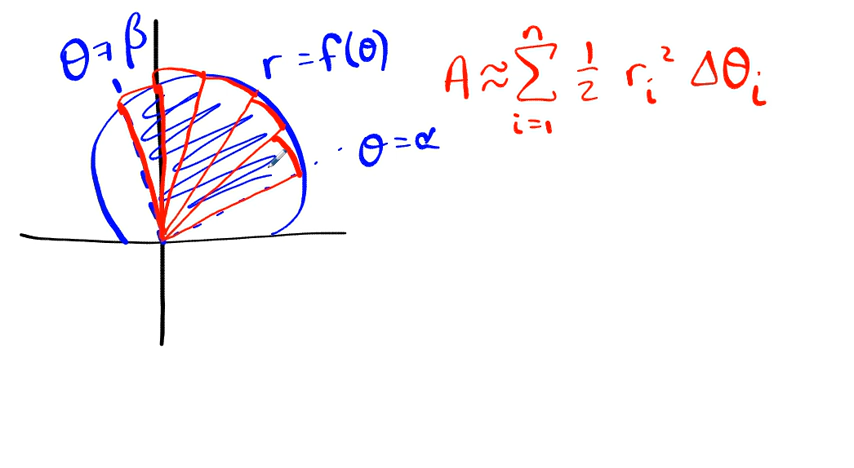 θ = β
r = f(θ)
θ = α
A ≈ ∑_{i=1}^{n} 1/2 r_i² Δθ_i